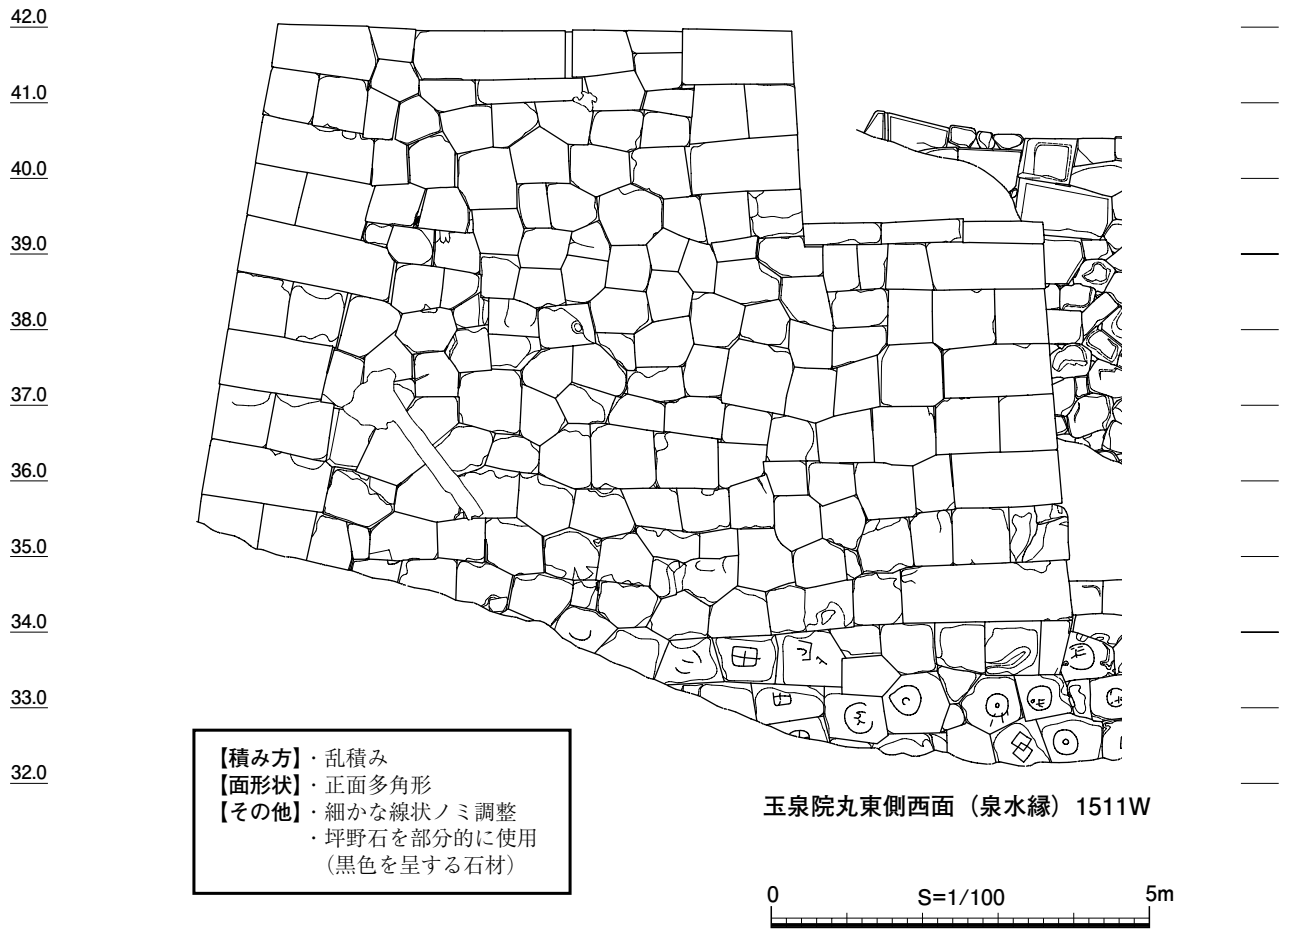 42.0
41.0
40.0
39.0
38.0
37.0
36.0
35.0
34.0
33.0
32.0
【積み方】・乱積み
【面形状】・正面多角形
【その他】・細かな線状ノミ調整
・坪野石を部分的に使用
（黒色を呈する石材）
玉泉院丸東側西面（泉水縁）1511W
0 S=1/100 5m